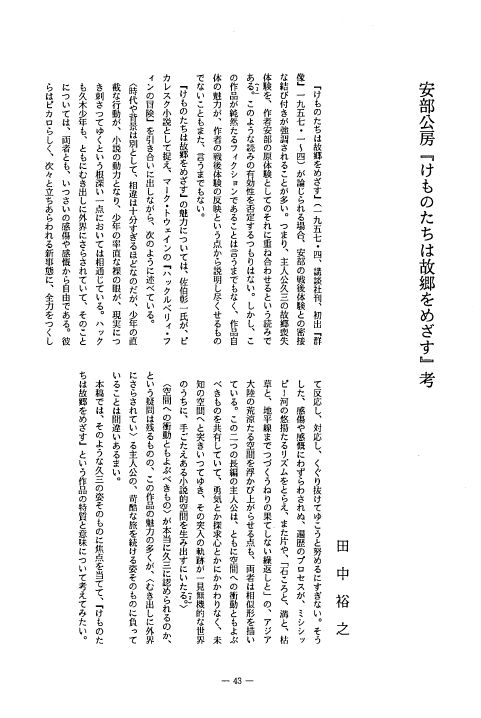 安部公房『けものたちは故郷をめざす』考
田中裕之
『けものたちは故郷をめざす』(一九五七・四、講談社刊、初出『群
像』一九五七・一〜四)が論じられる場合、安部の戦後体験との密接
な結び付きが強調されることが多い。つまり、主人公久三の故郷喪失
体験を、作者安部の原体験としてのそれに重ね合わせるという読みで
ある。このような読みの有効性を否定するつもりはない。しかし、こ
の作品が純然たるフィクションであることは言うまでもなく、作品自
体の魅力が、作者の戦後体験の反映という点から説明し尽くせるもの
でないこともまた、言うまでもない。
『けものたちは故郷をめざす』の魅力については、佐伯彰一氏が、ピ
カレスク小説として捉え、マーク・トウェインの『ハックルベリィ・フ
ィンの冒険』を引き合いに出しながら、次のように述べている。
〈時代や背景は別として、相違は十分すぎるほどなのだが、少年の直
截な行動が、小説の動力となり、少年の率直な裸の眼が、現実につ
き刺さってゆくという根深い一点においては相通じている。ハック
も久木少年も、ともにむき出しに外界にさらされていて、そのこと
については、両者とも、いっさいの感傷や感慨から自由である。彼
らはピカロらしく、次々と立ちあらわれる新事態に、全力をつくし
て反応し、対応し、くぐり抜けてゆこうと努めるにすぎない。そう
した、感傷や感慨にわずらわされぬ、遍歴のプロセスが、ミシシッ
ピー河の悠揚たるリズムをとらえ、また片や、「石ころと、溝と、枯
草と、地平線までつづくうねりの果てしない繰返し」の、アジア
大陸の荒涼たる空間を浮かび上がらせる点も、両者は相似形を描い
ている。この二つの長編の主人公は、ともに空間への衝動ともよぶ
べきものを共有していて、勇気とか探求心とかにかかわりなく、未
知の空間へと突きいってゆき、その突入の軌跡が一見無機的な世界
のうちに、手ごたえある小説的空間を生み出すにいたる。〉
〈空間への衝動ともよぶべきもの〉が本当に久三に認められるのか、
という疑問は残るものの、この作品の魅力の多くが、〈むき出しに外界
にさらされてい〉る主人公の、苛酷な旅を続ける姿そのものに負って
いることは間違いあるまい。
本稿では、そのような久三の姿そのものに焦点を当てて、『けものた
ちは故郷をめざす』という作品の特質と意味について考えてみたい。
— 43 —